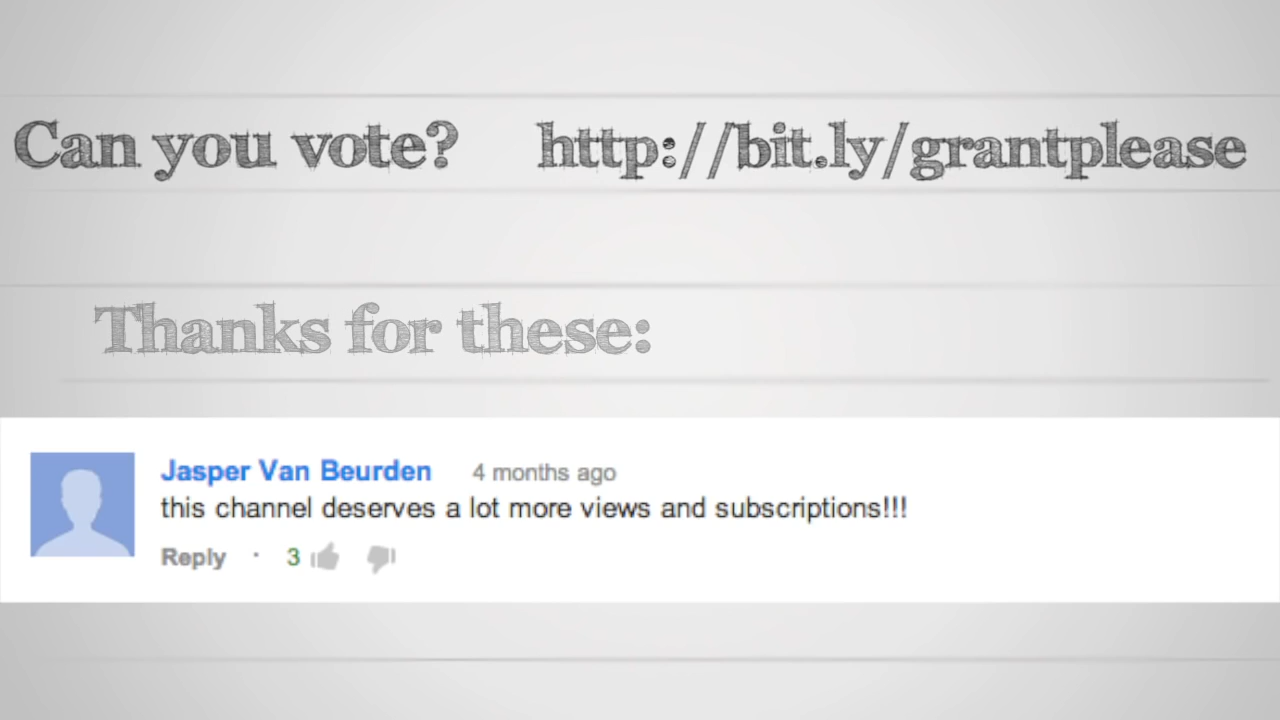 Can you vote? http://bit.ly/grantplease
Thanks for these:
Jasper Van Beurden 4 months ago
this channel deserves a lot more views and subscriptions!!!
Reply · 3